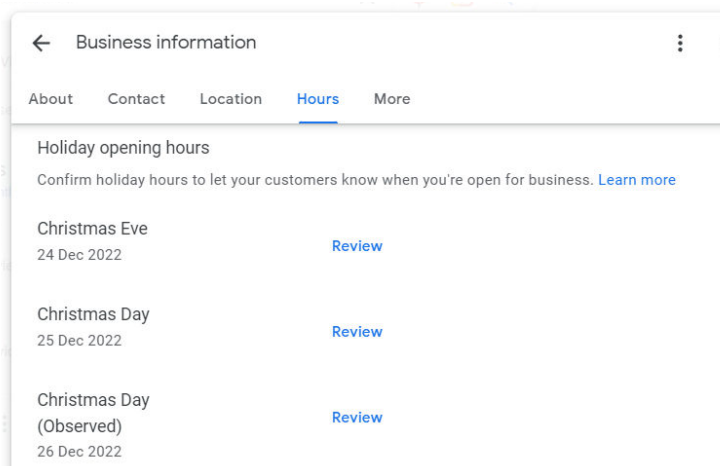 Business information
About Contact Location Hours More
Holiday opening hours
Confirm holiday hours to let your customers know when you're open for business. Learn more
Christmas Eve
24 Dec 2022
Review
Christmas Day
25 Dec 2022
Review
Christmas Day
(Observed)
26 Dec 2022
Review